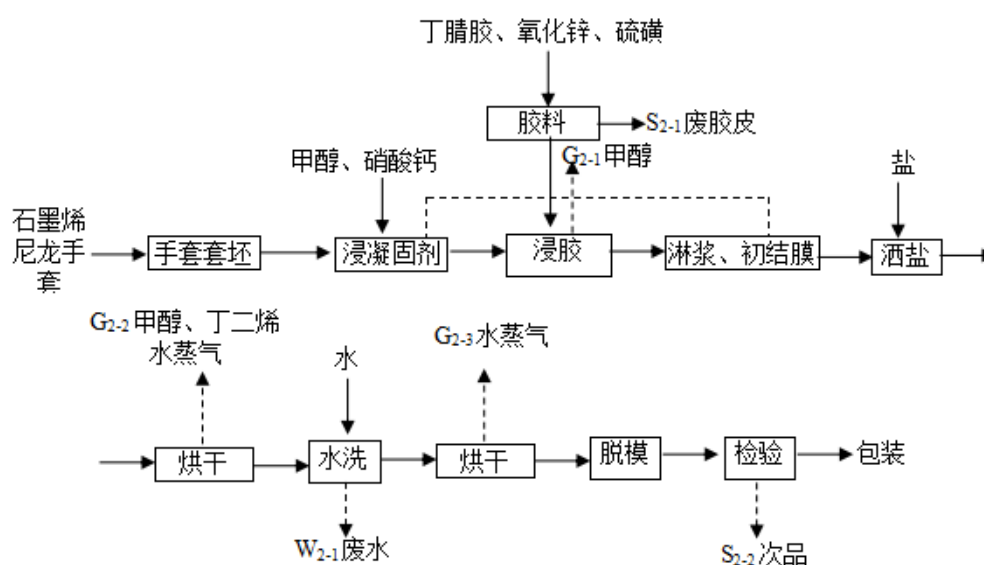 丁腈胶、氧化锌、硫磺
胶料
S2-1废胶皮
甲醇、硝酸钙
G2-1甲醇
盐
石墨烯
尼龙手
套
手套套坯
浸凝固剂
浸胶
淋浆、初结膜
洒盐
G2-2甲醇、丁二烯
水蒸气
水
G2-3水蒸气
烘干
水洗
烘干
脱模
检验
包装
W2-1废水
S2-2次品